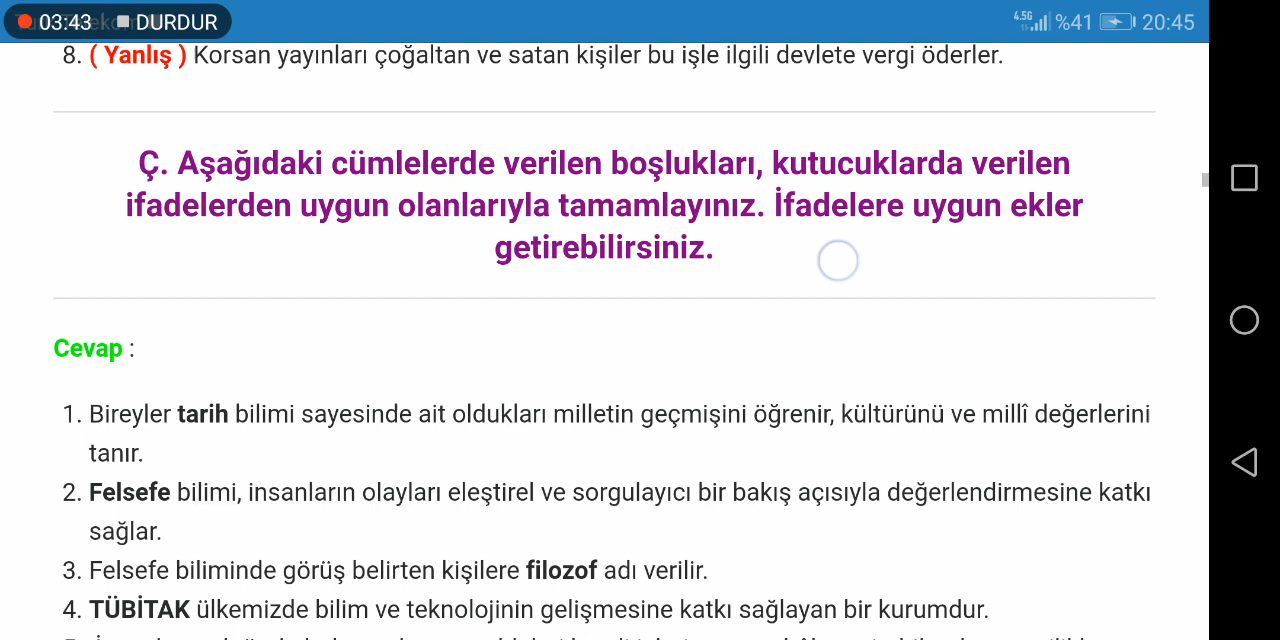 03:43 DURDUR 4.5G %41 20:45
8. ( Yanlış ) Korsan yayınları çoğaltan ve satan kişiler bu işle ilgili devlete vergi öderler.
Ç. Aşağıdaki cümlelerde verilen boşlukları, kutucuklarda verilen
ifadelerden uygun olanlarıyla tamamlayınız. İfadelere uygun ekler
getirebilirsiniz.
Cevap :
1. Bireyler tarih bilimi sayesinde ait oldukları milletin geçmişini öğrenir, kültürünü ve millî değerlerini
tanır.
2. Felsefe bilimi, insanların olayları eleştirel ve sorgulayıcı bir bakış açısıyla değerlendirmesine katkı
sağlar.
3. Felsefe biliminde görüş belirten kişilere filozof adı verilir.
4. TÜBİTAK ülkemizde bilim ve teknolojinin gelişmesine katkı sağlayan bir kurumdur.